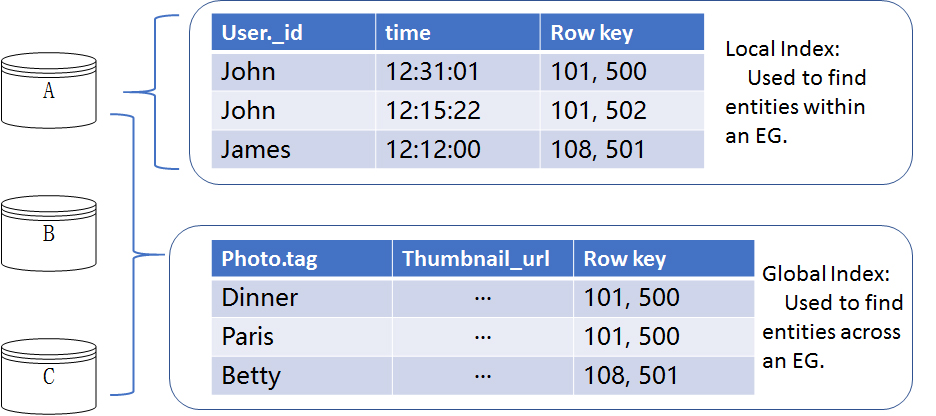 A
B
C
User._id time Row key
John 12:31:01 101, 500
John 12:15:22 101, 502
James 12:12:00 108, 501
Local Index:
Used to find
entities within
an EG.
Photo.tag Thumbnail_url Row key
Dinner ... 101, 500
Paris ... 101, 500
Betty ... 108, 501
Global Index:
Used to find
entities across
an EG.